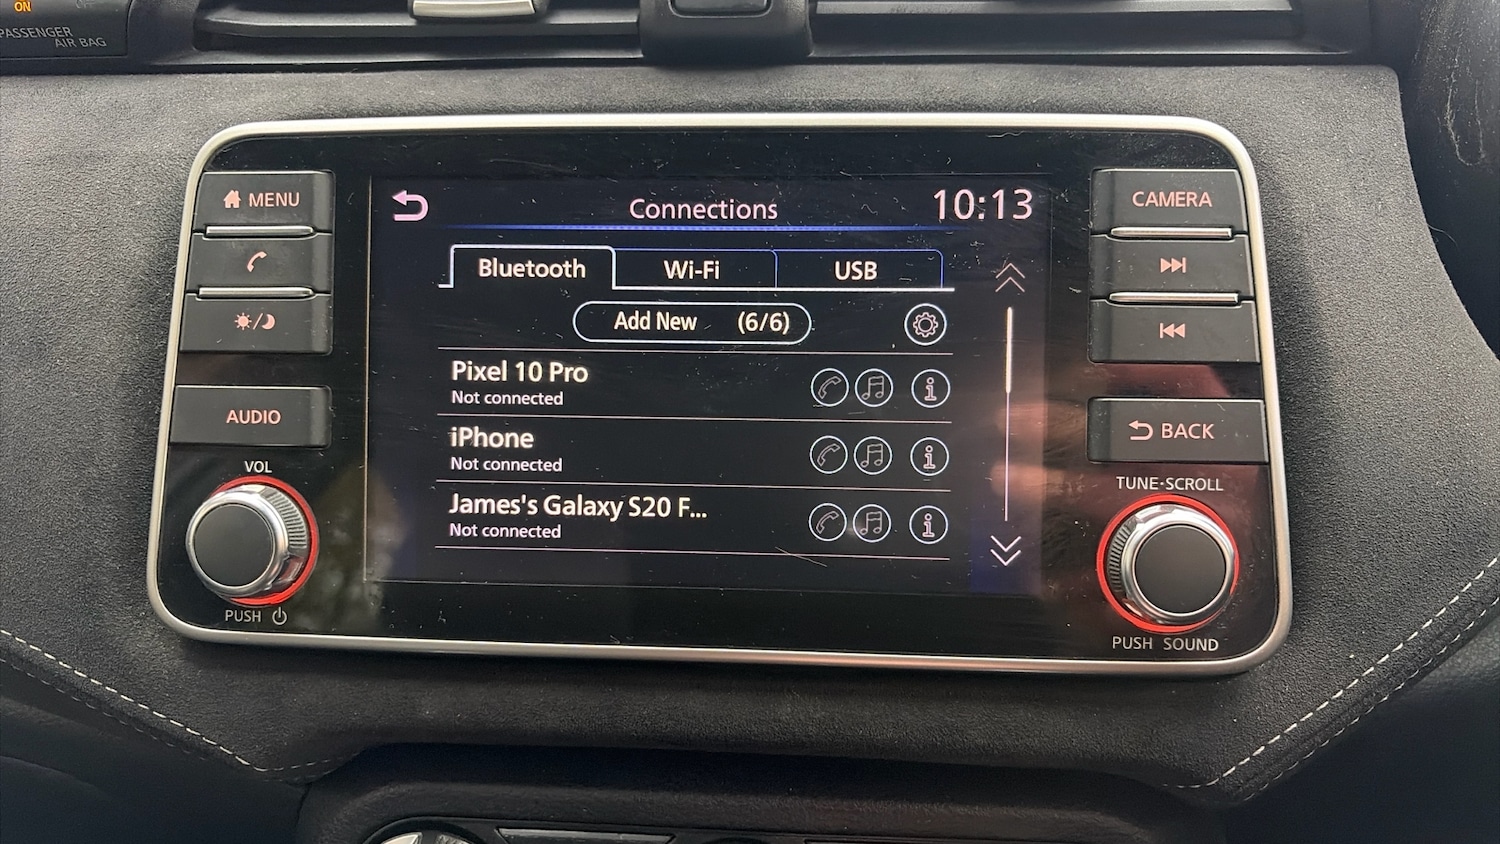 ON
PASSENGER
AIR BAG
MENU
AUDIO
VOL
PUSH
Connections
10:13
Bluetooth
Wi-Fi
USB
Add New (6/6)
Pixel 10 Pro
Not connected
iPhone
Not connected
James's Galaxy S20 F...
Not connected
CAMERA
BACK
TUNE·SCROLL
PUSH SOUND